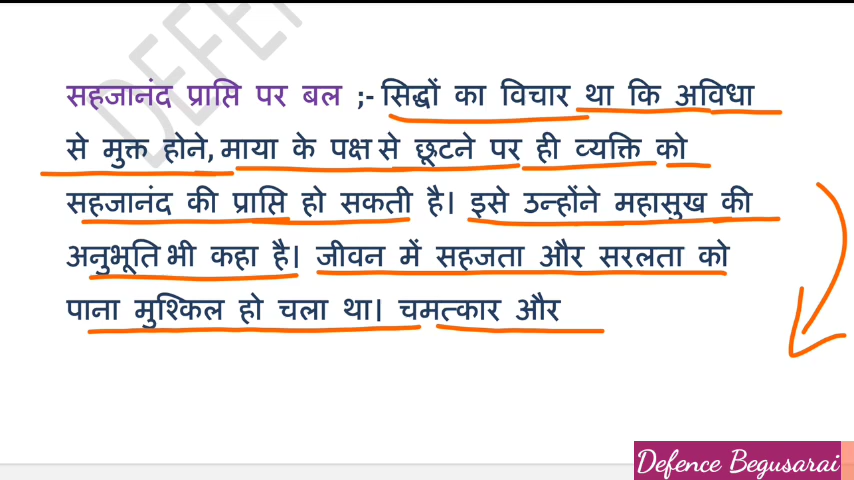 DEFE
सहजानंद प्राप्ति पर बल ;- सिद्धों का विचार था कि अविधा
से मुक्त होने, माया के पक्ष से छूटने पर ही व्यक्ति को
सहजानंद की प्राप्ति हो सकती है। इसे उन्होंने महासुख की
अनुभूति भी कहा है। जीवन में सहजता और सरलता को
पाना मुश्किल हो चला था। चमत्कार और
Defence Begusarai